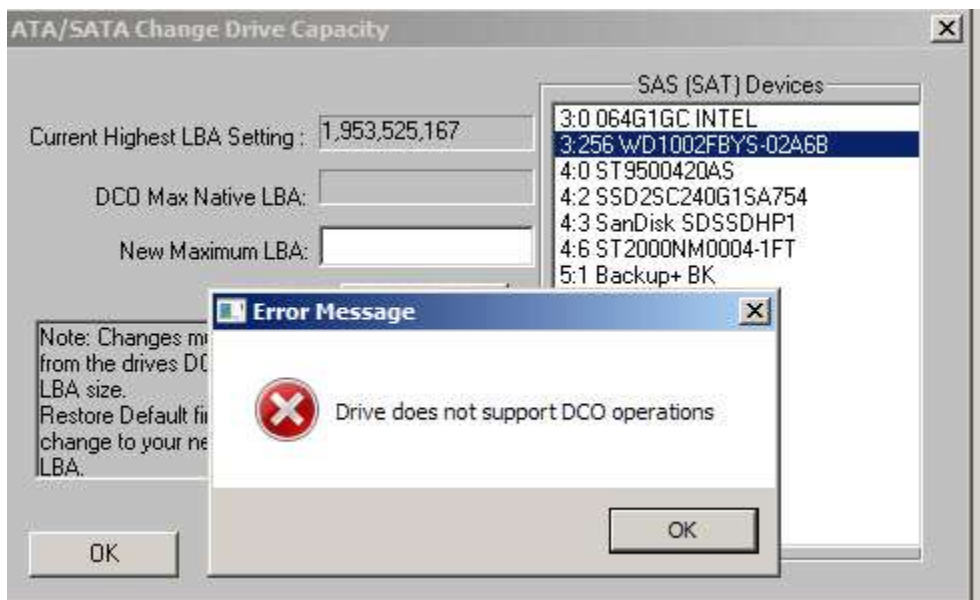 ATA/SATA Change Drive Capacity
Current Highest LBA Setting : 1,953,525,167
DCO Max Native LBA:
New Maximum LBA:
SAS (SAT) Devices
3:0 064G1GC INTEL
3:256 WD1002FBYS-02A6B
4:0 ST9500420AS
4:2 SSD2SC240G1SA754
4:3 SanDisk SDSSDHP1
4:6 ST2000NM0004-1FT
5:1 Backup+ BK
Note: Changes
from the drives
LBA size.
Restore Default
change to your
LBA.
OK
Error Message
Drive does not support DCO operations
OK